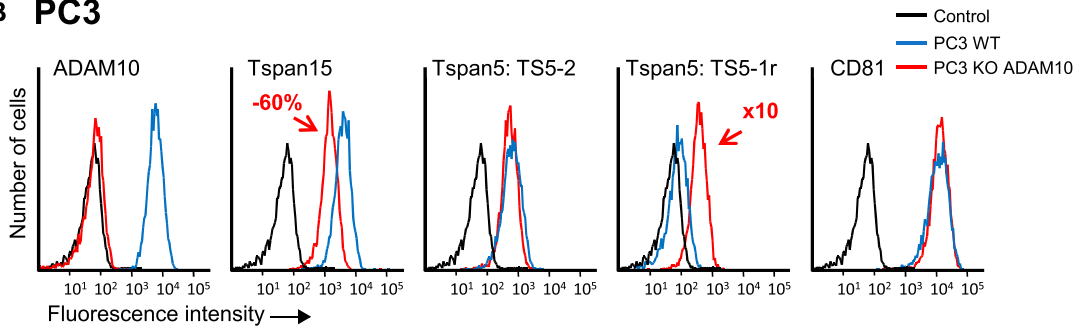 B PC3
Control
PC3 WT
PC3 KO ADAM10
ADAM10
Tspan15
Tspan5: TS5-2
Tspan5: TS5-1r
CD81
-60%
x10
Number of cells
10¹ 10² 10³ 10⁴ 10⁵
10¹ 10² 10³ 10⁴ 10⁵
10¹ 10² 10³ 10⁴ 10⁵
10¹ 10² 10³ 10⁴ 10⁵
10¹ 10² 10³ 10⁴ 10⁵
Fluorescence intensity